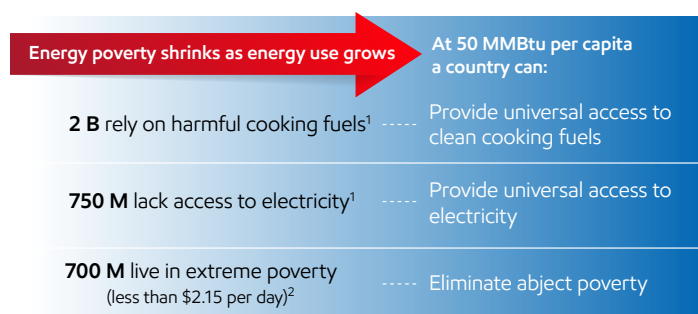 Energy poverty shrinks as energy use grows
At 50 MMBtu per capita
a country can:
2 B rely on harmful cooking fuels¹
Provide universal access to
clean cooking fuels
750 M lack access to electricity¹
Provide universal access to
electricity
700 M live in extreme poverty
(less than $2.15 per day)²
Eliminate abject poverty